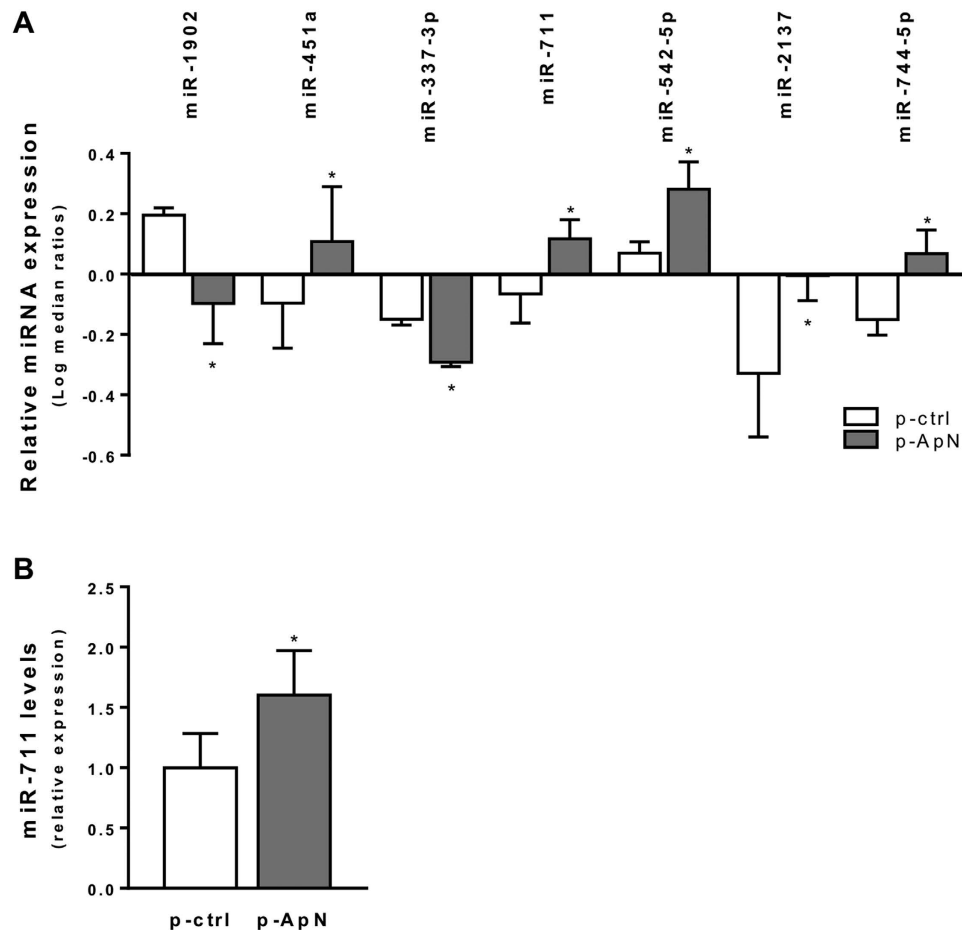 A
miR-1902
miR-451a
miR-337-3p
miR-711
miR-542-5p
miR-2137
miR-744-5p
Relative miRNA expression
(Log median ratios)
0.4
0.2
0.0
-0.2
-0.4
-0.6
*
*
*
*
*
*
*
p-ctrl
p-ApN
B
miR-711 levels
(relative expression)
2.5
2.0
1.5
1.0
0.5
0.0
*
p-ctrl p-ApN